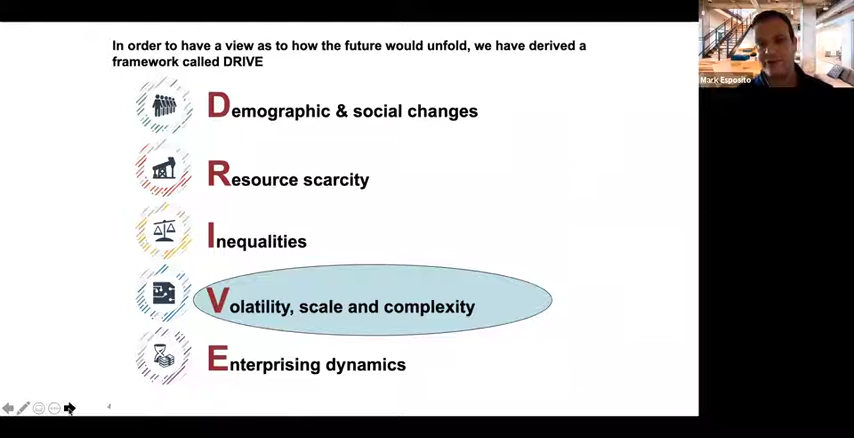 In order to have a view as to how the future would unfold, we have derived a
framework called DRIVE
Demographic & social changes
Resource scarcity
Inequalities
Volatility, scale and complexity
Enterprising dynamics
4
Mark Esposito